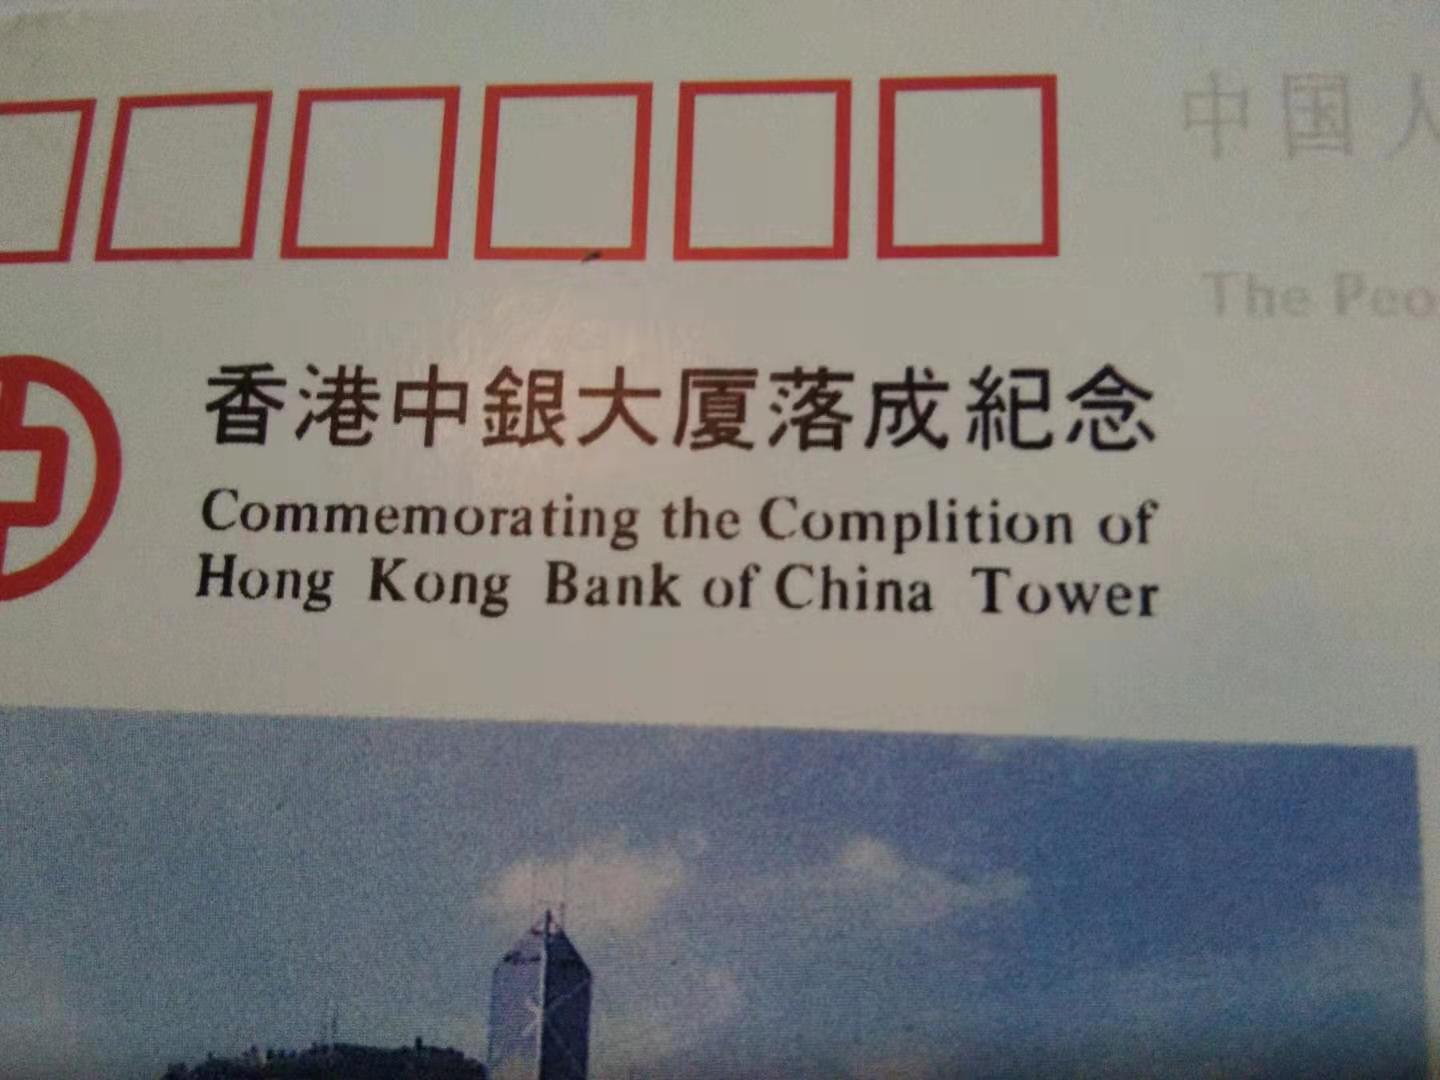 中国人
The Peo
香港中銀大厦落成紀念
Commemorating the Complition of
Hong Kong Bank of China Tower